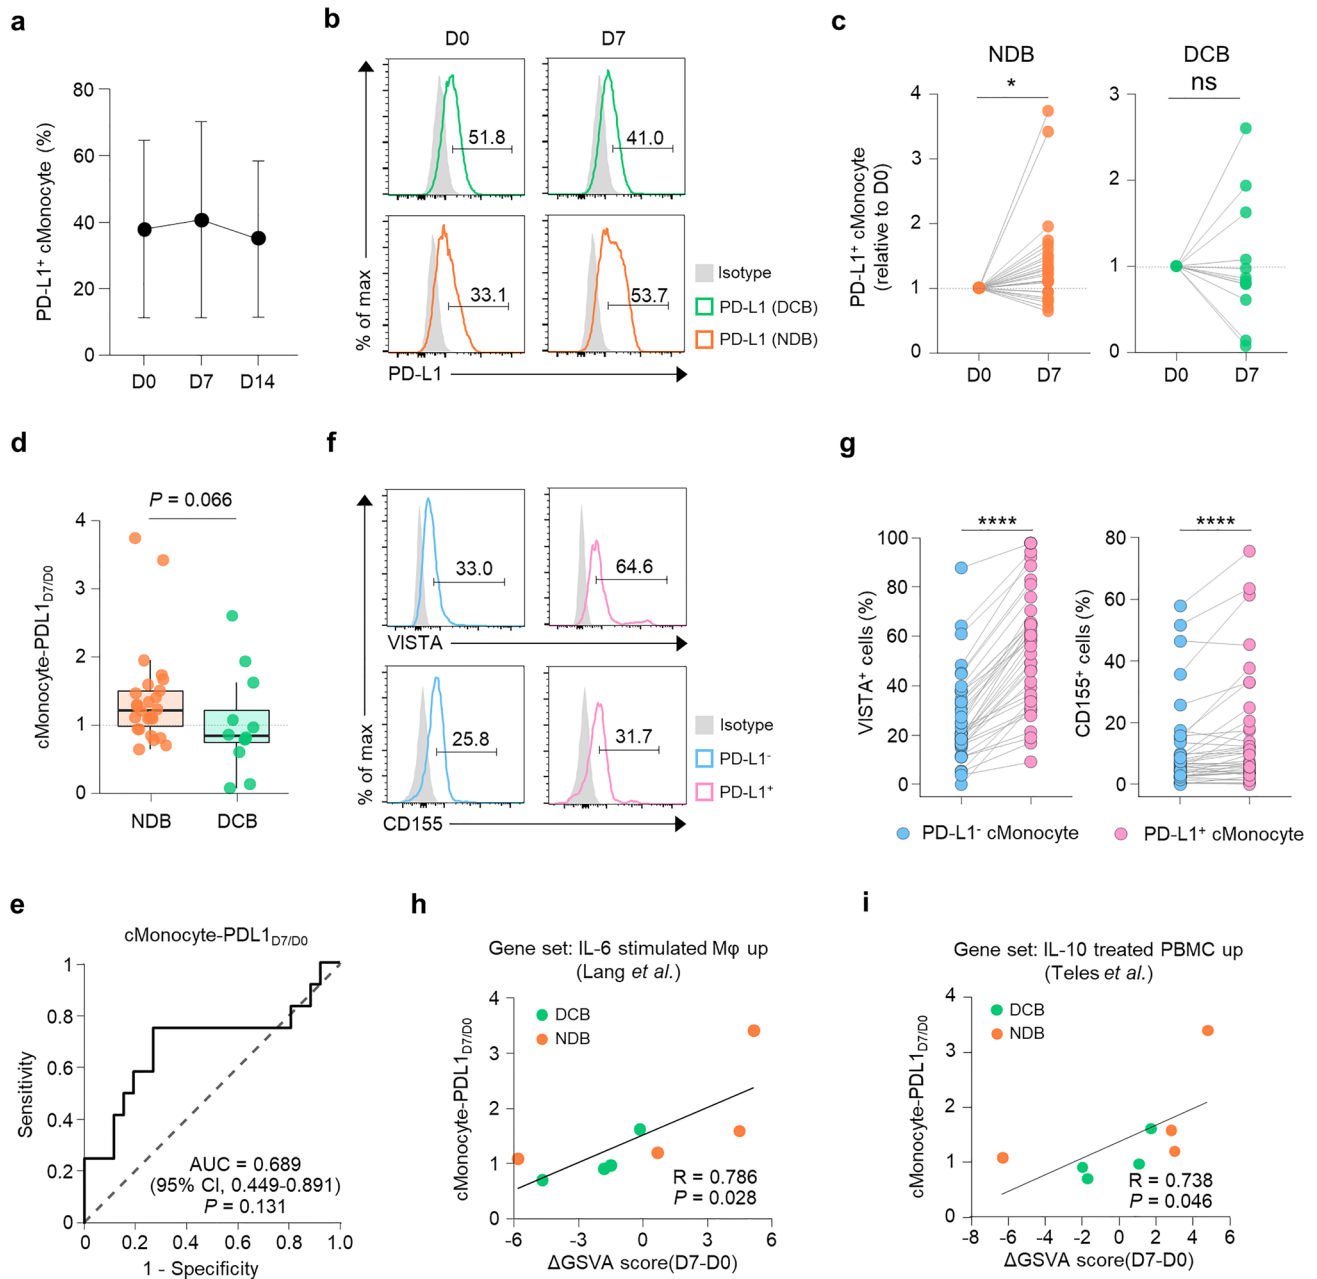 a
PD-L1⁺ cMonocyte (%)
80
60
40
20
0
D0 D7 D14
b
D0 D7
51.8
41.0
33.1
53.7
% of max
PD-L1
Isotype
PD-L1 (DCB)
PD-L1 (NDB)
c
NDB
*
PD-L1⁺ cMonocyte
(relative to D0)
4
3
2
1
0
D0 D7
DCB
ns
3
2
1
0
D0 D7
d
P = 0.066
cMonocyte-PDL1D7/D0
4
3
2
1
0
NDB DCB
f
33.0
64.6
VISTA
25.8
31.7
% of max
CD155
Isotype
PD-L1⁻
PD-L1⁺
g
****
VISTA⁺ cells (%)
100
80
60
40
20
0
****
CD155⁺ cells (%)
80
60
40
20
0
PD-L1⁻ cMonocyte
PD-L1⁺ cMonocyte
e
cMonocyte-PDL1D7/D0
Sensitivity
1
0.8
0.6
0.4
0.2
0
AUC = 0.689
(95% CI, 0.449-0.891)
P = 0.131
0 0.2 0.4 0.6 0.8 1.0
1 - Specificity
h
Gene set: IL-6 stimulated Mφ up
(Lang et al.)
cMonocyte-PDL1D7/D0
4
3
2
1
0
DCB
NDB
R = 0.786
P = 0.028
-6 -3 0 3 6
ΔGSVA score(D7-D0)
i
Gene set: IL-10 treated PBMC up
(Teles et al.)
cMonocyte-PDL1D7/D0
4
3
2
1
0
DCB
NDB
R = 0.738
P = 0.046
-8 -6 -4 -2 0 2 4 6
ΔGSVA score(D7-D0)